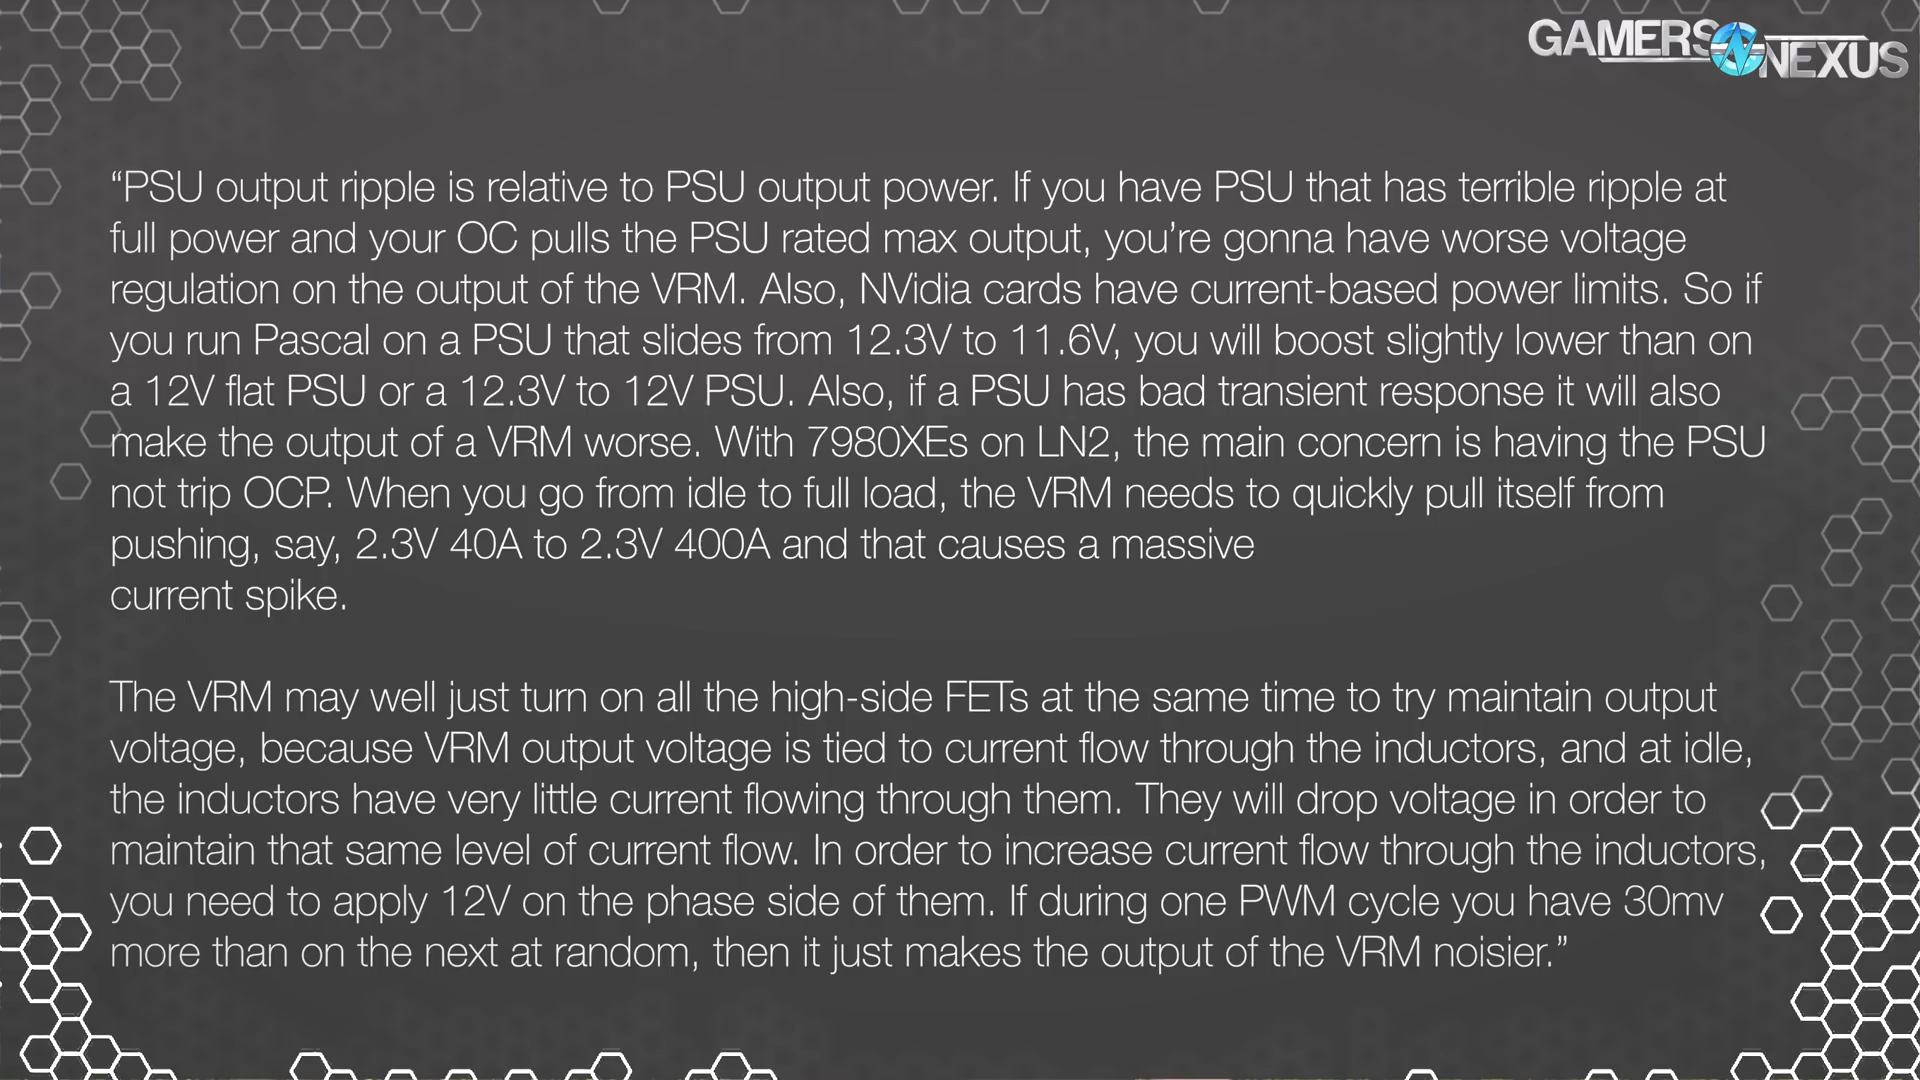 GAMERS NEXUS
“PSU output ripple is relative to PSU output power. If you have PSU that has terrible ripple at
full power and your OC pulls the PSU rated max output, you’re gonna have worse voltage
regulation on the output of the VRM. Also, NVidia cards have current-based power limits. So if
you run Pascal on a PSU that slides from 12.3V to 11.6V, you will boost slightly lower than on
a 12V flat PSU or a 12.3V to 12V PSU. Also, if a PSU has bad transient response it will also
make the output of a VRM worse. With 7980XEs on LN2, the main concern is having the PSU
not trip OCP. When you go from idle to full load, the VRM needs to quickly pull itself from
pushing, say, 2.3V 40A to 2.3V 400A and that causes a massive
current spike.
The VRM may well just turn on all the high-side FETs at the same time to try maintain output
voltage, because VRM output voltage is tied to current flow through the inductors, and at idle,
the inductors have very little current flowing through them. They will drop voltage in order to
maintain that same level of current flow. In order to increase current flow through the inductors,
you need to apply 12V on the phase side of them. If during one PWM cycle you have 30mv
more than on the next at random, then it just makes the output of the VRM noisier.”